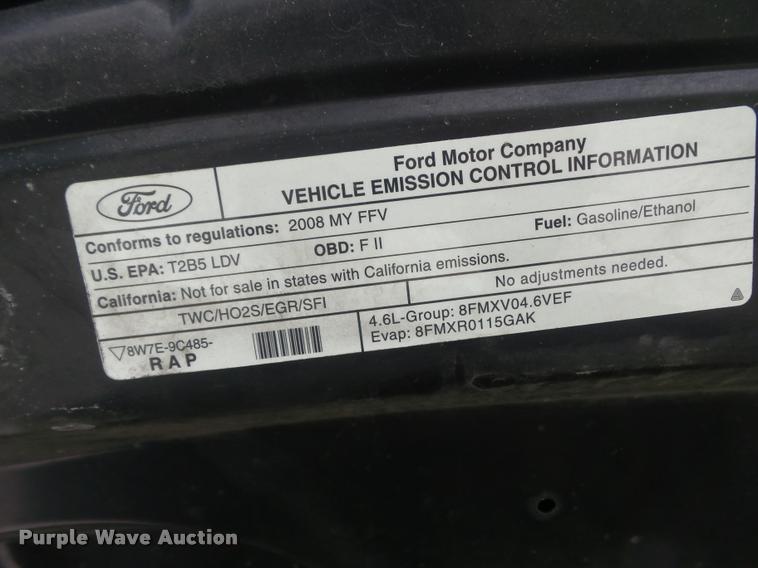 Ford
Ford Motor Company
VEHICLE EMISSION CONTROL INFORMATION
Conforms to regulations: 2008 MY FFV
U.S. EPA: T2B5 LDV OBD: F II Fuel: Gasoline/Ethanol
California: Not for sale in states with California emissions.
TWC/HO2S/EGR/SFI No adjustments needed.
8W7E-9C485-
RAP
4.6L-Group: 8FMXV04.6VEF
Evap: 8FMXR0115GAK
Purple Wave Auction